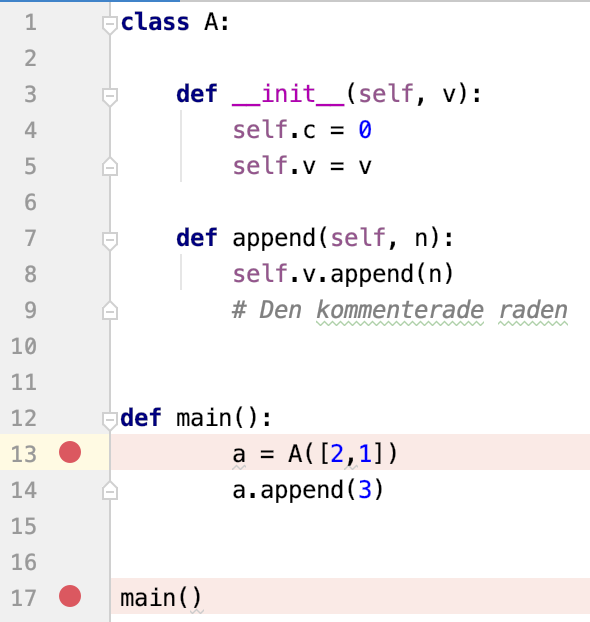 1 class A:
2
3     def __init__(self, v):
4         self.c = 0
5         self.v = v
6
7     def append(self, n):
8         self.v.append(n)
9         # Den kommenterade raden
10
11
12 def main():
13         a = A([2,1])
14         a.append(3)
15
16
17 main()